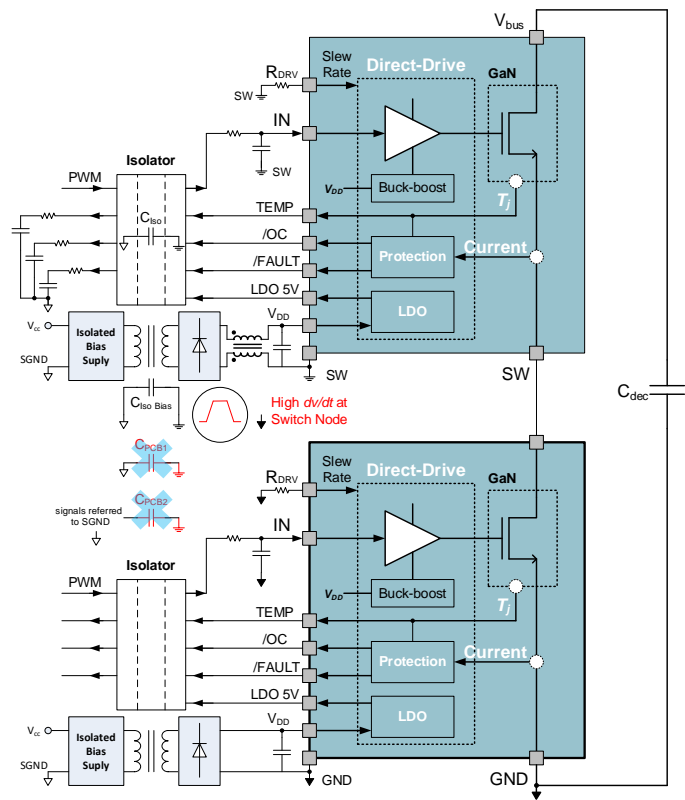 Vbus
RDRV
SW
Slew
Rate
Direct-Drive
GaN
IN
SW
Isolator
PWM
VDD
Buck-boost
Tj
TEMP
CIso
/OC
Protection
Current
/FAULT
LDO 5V
LDO
VDD
Vcc
Isolated
Bias
Suply
SGND
SW
SW
CIso Bias
High dv/dt at
Switch Node
Cdec
CPCB1
CPCB2
signals referred
to SGND
RDRV
Slew
Rate
Direct-Drive
GaN
IN
Isolator
PWM
VDD
Buck-boost
Tj
TEMP
/OC
Protection
Current
/FAULT
LDO 5V
LDO
VDD
Vcc
Isolated
Bias
Suply
SGND
GND
GND